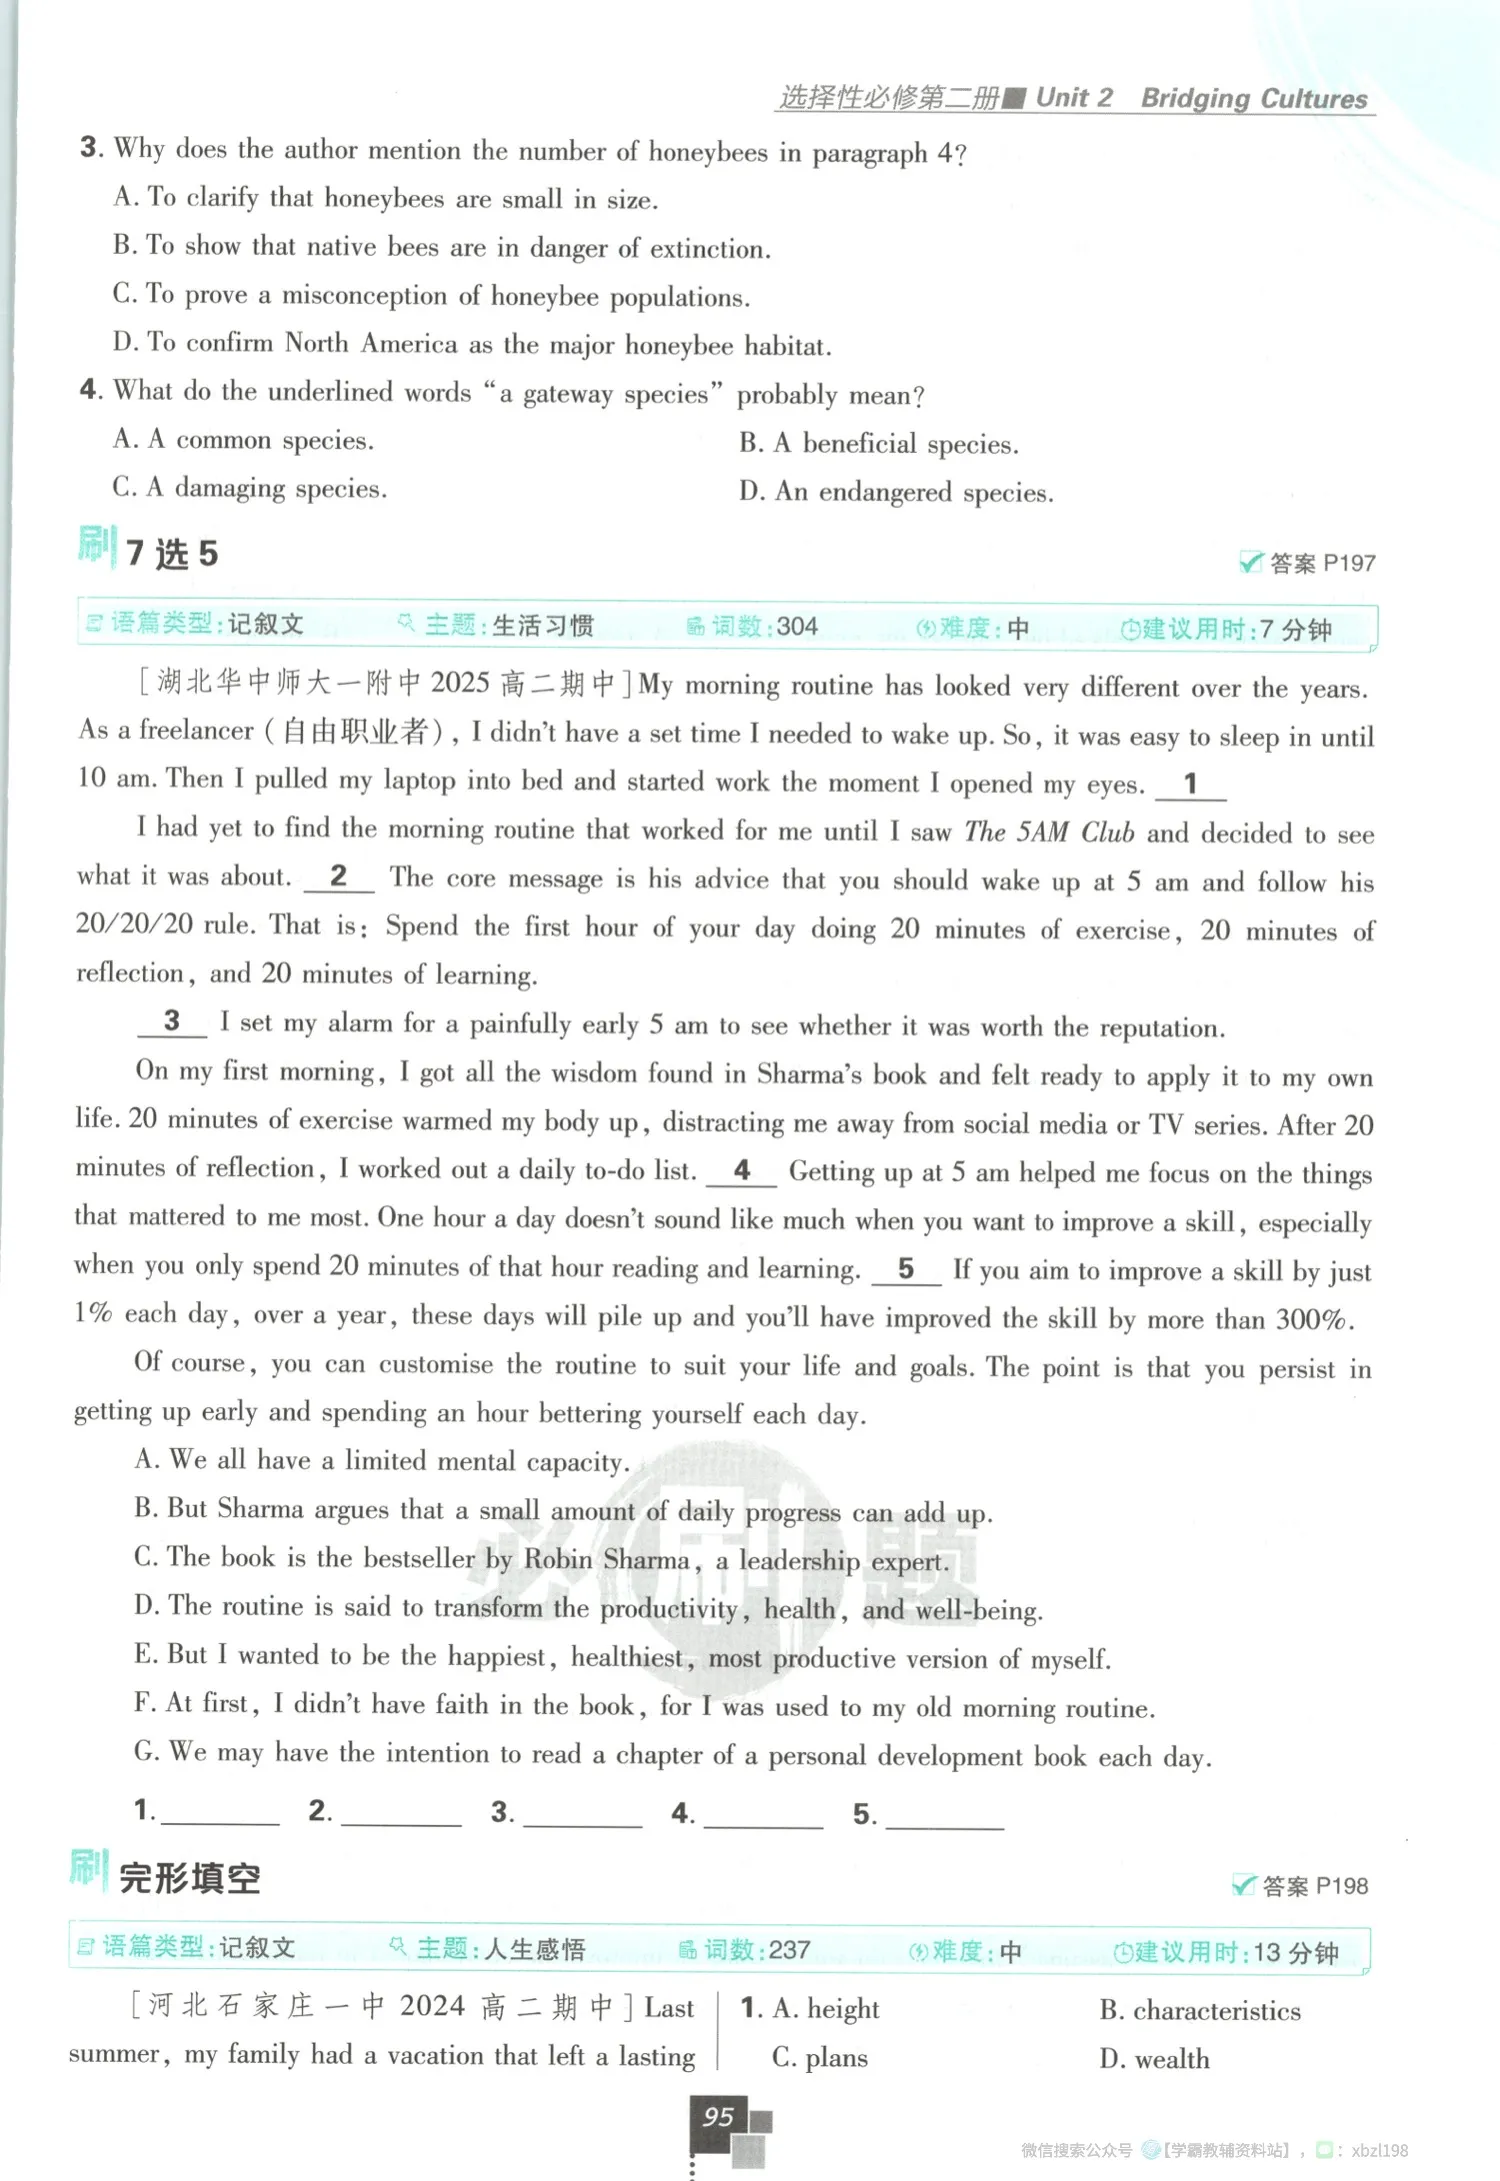 选择性必修第二册■ Unit 2 Bridging Cultures
3. Why does the author mention the number of honeybees in paragraph 4?
A. To clarify that honeybees are small in size.
B. To show that native bees are in danger of extinction.
C. To prove a misconception of honeybee populations.
D. To confirm North America as the major honeybee habitat.
4. What do the underlined words “a gateway species” probably mean?
A. A common species. B. A beneficial species.
C. A damaging species. D. An endangered species.
刷 7 选 5 答案 P197
语篇类型:记叙文 主题:生活习惯 词数:304 难度:中 建议用时:7 分钟
[湖北华中师大一附中 2025 高二期中]My morning routine has looked very different over the years.
As a freelancer (自由职业者), I didn't have a set time I needed to wake up. So, it was easy to sleep in until
10 am. Then I pulled my laptop into bed and started work the moment I opened my eyes. 1
I had yet to find the morning routine that worked for me until I saw The 5AM Club and decided to see
what it was about. 2 The core message is his advice that you should wake up at 5 am and follow his
20/20/20 rule. That is: Spend the first hour of your day doing 20 minutes of exercise, 20 minutes of
reflection, and 20 minutes of learning.
3 I set my alarm for a painfully early 5 am to see whether it was worth the reputation.
On my first morning, I got all the wisdom found in Sharma's book and felt ready to apply it to my own
life. 20 minutes of exercise warmed my body up, distracting me away from social media or TV series. After 20
minutes of reflection, I worked out a daily to-do list. 4 Getting up at 5 am helped me focus on the things
that mattered to me most. One hour a day doesn't sound like much when you want to improve a skill, especially
when you only spend 20 minutes of that hour reading and learning. 5 If you aim to improve a skill by just
1% each day, over a year, these days will pile up and you'll have improved the skill by more than 300%.
Of course, you can customise the routine to suit your life and goals. The point is that you persist in
getting up early and spending an hour bettering yourself each day.
A. We all have a limited mental capacity.
B. But Sharma argues that a small amount of daily progress can add up.
C. The book is the bestseller by Robin Sharma, a leadership expert.
D. The routine is said to transform the productivity, health, and well-being.
E. But I wanted to be the happiest, healthiest, most productive version of myself.
F. At first, I didn't have faith in the book, for I was used to my old morning routine.
G. We may have the intention to read a chapter of a personal development book each day.
必刷题
1. 2. 3. 4. 5.
刷 完形填空 答案 P198
语篇类型:记叙文 主题:人生感悟 词数:237 难度:中 建议用时:13 分钟
[河北石家庄一中 2024 高二期中]Last
summer, my family had a vacation that left a lasting
1. A. height B. characteristics
C. plans D. wealth
95
微信搜索公众号 【学霸教辅资料站】, : xbzl198